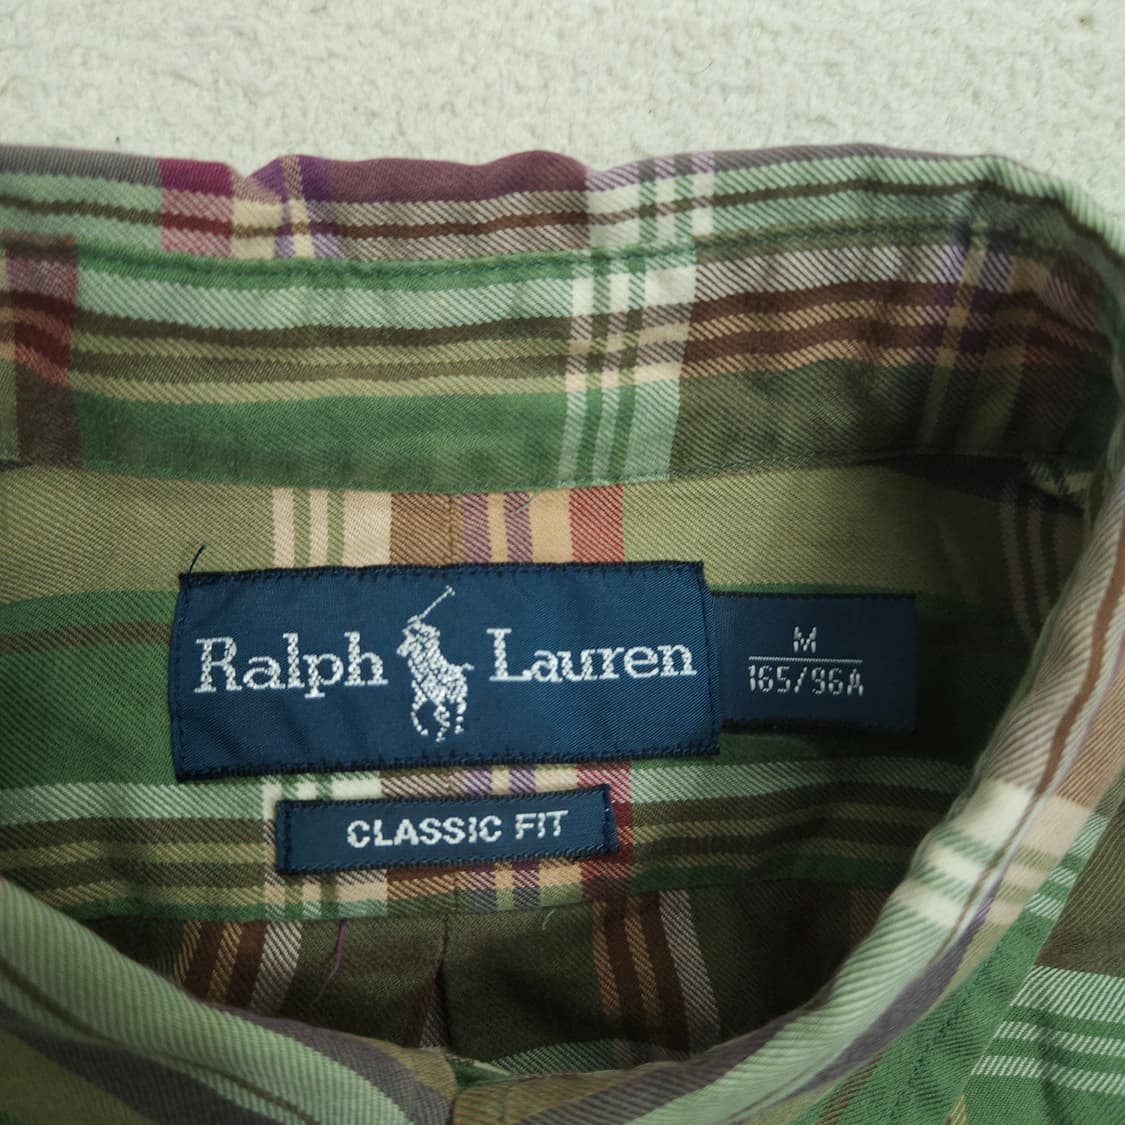 Ralph Lauren
M
165/96A
CLASSIC FIT